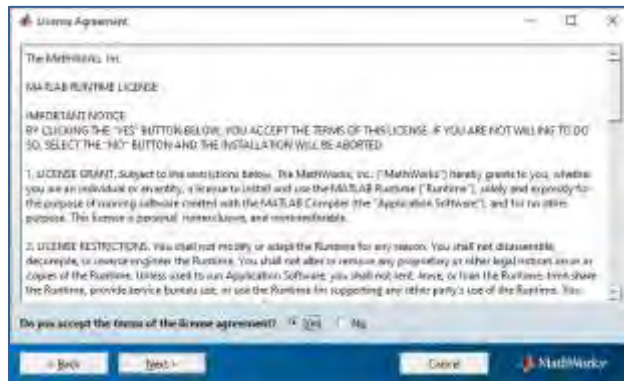 License Agreement
The MathWorks, Inc.
MATLAB RUNTIME LICENSE
IMPORTANT NOTICE
BY CLICKING THE "YES" BUTTON BELOW, YOU ACCEPT THE TERMS OF THIS LICENSE. IF YOU ARE NOT WILLING TO DO
SO, SELECT THE "NO" BUTTON AND THE INSTALLATION WILL BE ABORTED.
1. LICENSE GRANT. Subject to the restrictions below, The MathWorks, Inc. ("MathWorks") hereby grants to you, whether
you are an individual or an entity, a license to install and use the MATLAB Runtime ("Runtime"), solely and expressly for
the purpose of running software created with the MATLAB Compiler (the "Application Software"), and for no other
purpose. This license is personal, nonexclusive, and nontransferable.
2. LICENSE RESTRICTIONS. You shall not modify or adapt the Runtime for any reason. You shall not disassemble,
decompile, or reverse engineer the Runtime. You shall not alter or remove any proprietary or other legal notices on or in
copies of the Runtime. Unless used to run Application Software, you shall not rent, lease, or loan the Runtime, time share
the Runtime, provide service bureau use, or use the Runtime for supporting any other party's use of the Runtime. You
Do you accept the terms of the license agreement? Yes No
< Back Next > Cancel MathWorks